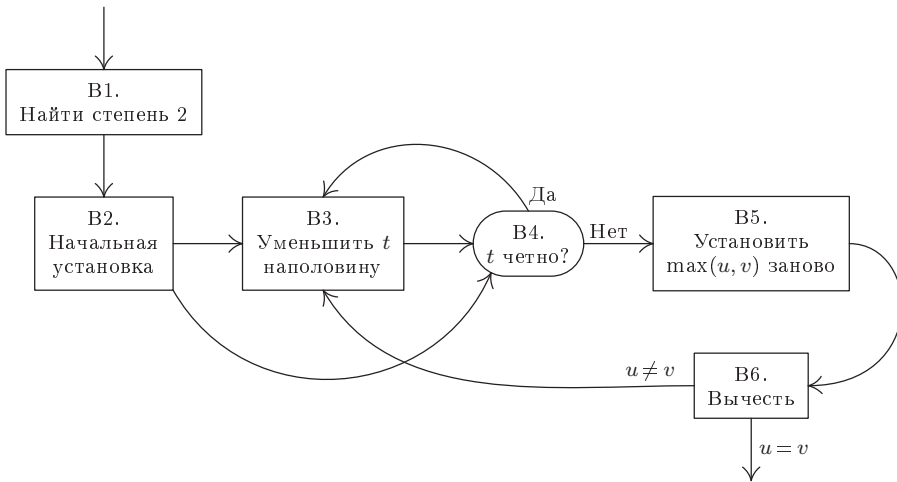 B1.
Найти степень 2
B2.
Начальная
установка
B3.
Уменьшить t
наполовину
Да
B4.
t четно?
Нет
B5.
Установить
max(u, v) заново
u ≠ v
B6.
Вычесть
u = v